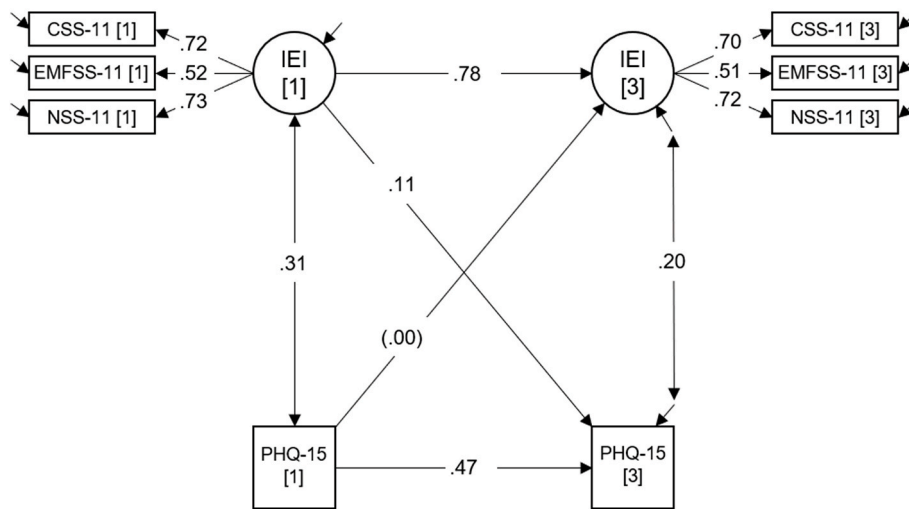 CSS-11 [1]
EMFSS-11 [1]
NSS-11 [1]
.72
.52
.73
IEI
[1]
.78
IEI
[3]
.70
.51
.72
CSS-11 [3]
EMFSS-11 [3]
NSS-11 [3]
.11
.31
.20
(.00)
PHQ-15
[1]
.47
PHQ-15
[3]